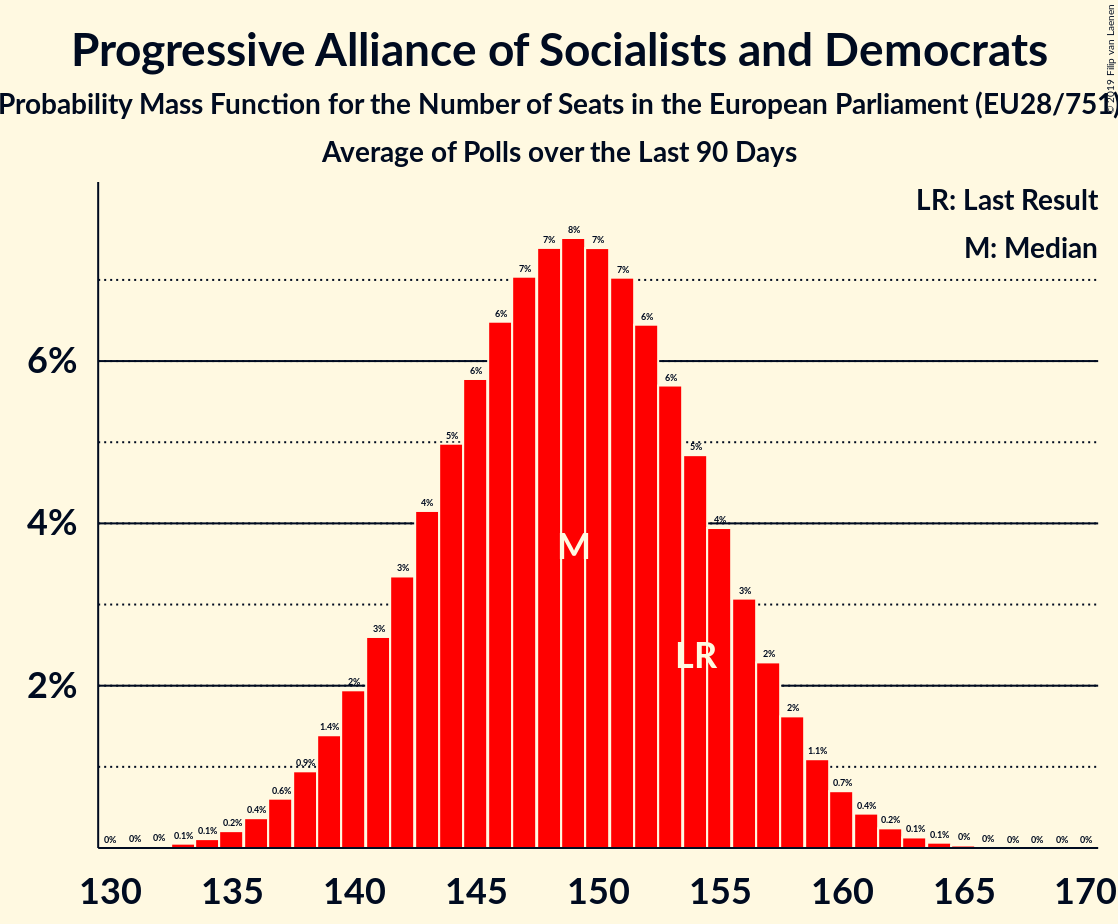 Progressive Alliance of Socialists and Democrats
Probability Mass Function for the Number of Seats in the European Parliament (EU28/751)
Average of Polls over the Last 90 Days
© 2019 Filip van Laenen
LR: Last Result
M: Median
6%
4%
2%
0% 0% 0% 0.1% 0.1% 0.2% 0.4% 0.6% 0.9% 1.4% 2% 3% 3% 4% 5% 6% 6% 7% 7% 8% 7% 7% 6% 6% 5% 4% 3% 2% 2% 1.1% 0.7% 0.4% 0.2% 0.1% 0.1% 0% 0% 0% 0% 0% 0%
M
LR
130 135 140 145 150 155 160 165 170